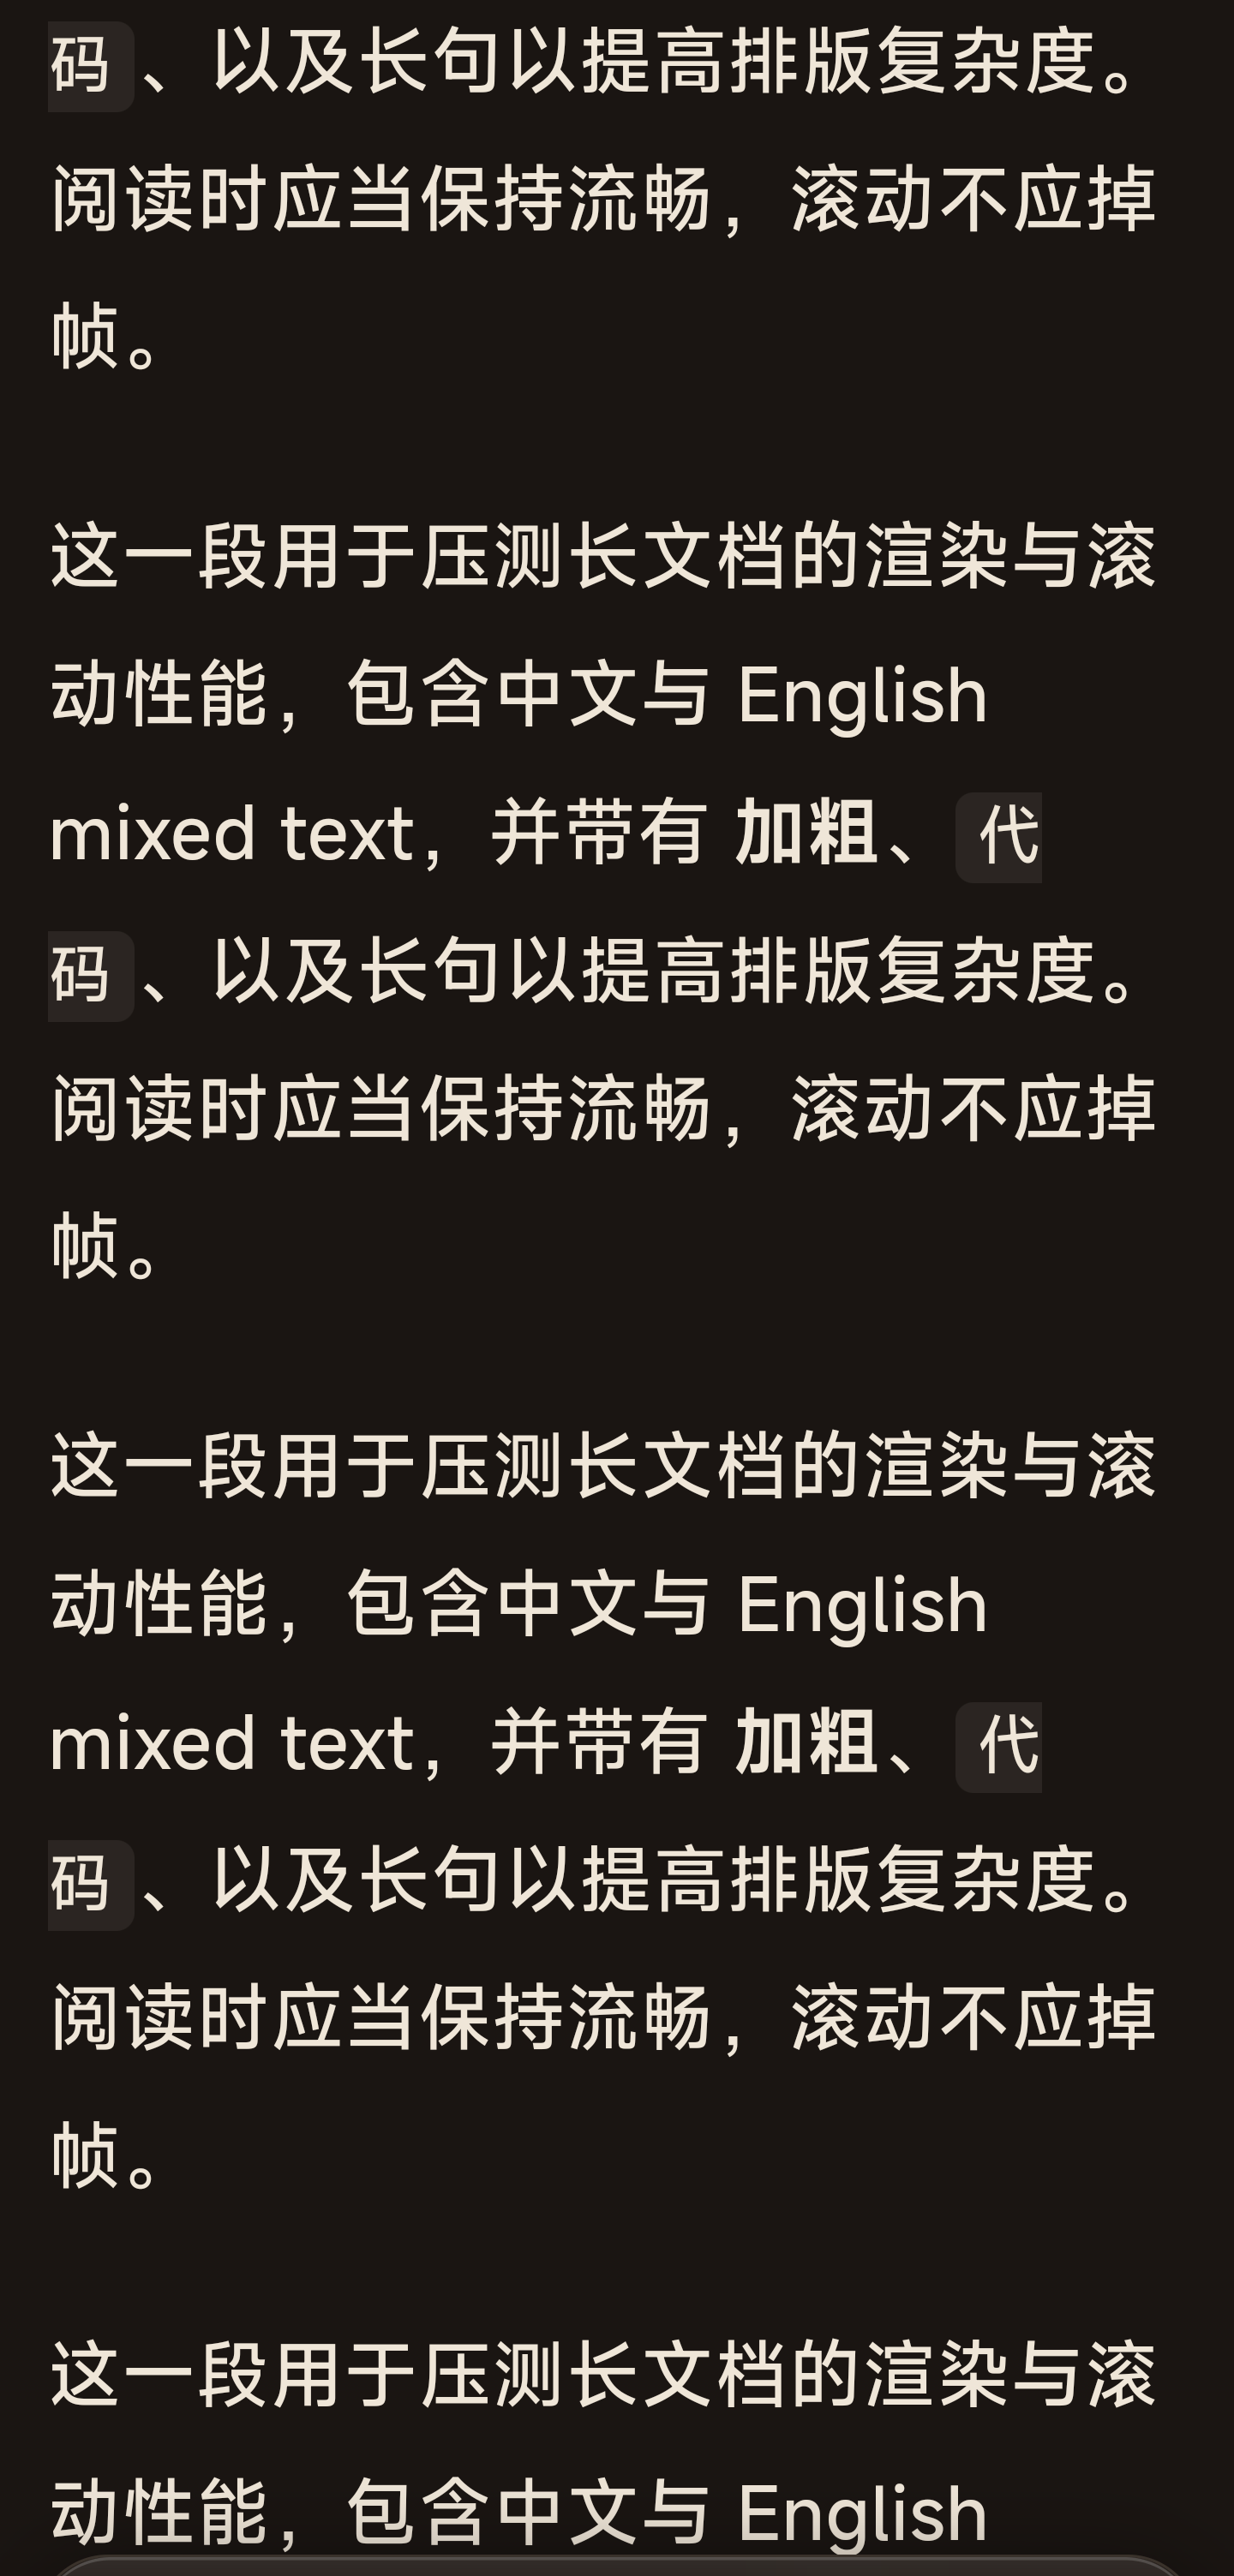 码 、以及长句以提高排版复杂度。
阅读时应当保持流畅，滚动不应掉
帧。
这一段用于压测长文档的渲染与滚
动性能，包含中文与 English
mixed text，并带有 加粗、 代
码 、以及长句以提高排版复杂度。
阅读时应当保持流畅，滚动不应掉
帧。
这一段用于压测长文档的渲染与滚
动性能，包含中文与 English
mixed text，并带有 加粗、 代
码 、以及长句以提高排版复杂度。
阅读时应当保持流畅，滚动不应掉
帧。
这一段用于压测长文档的渲染与滚
动性能，包含中文与 English